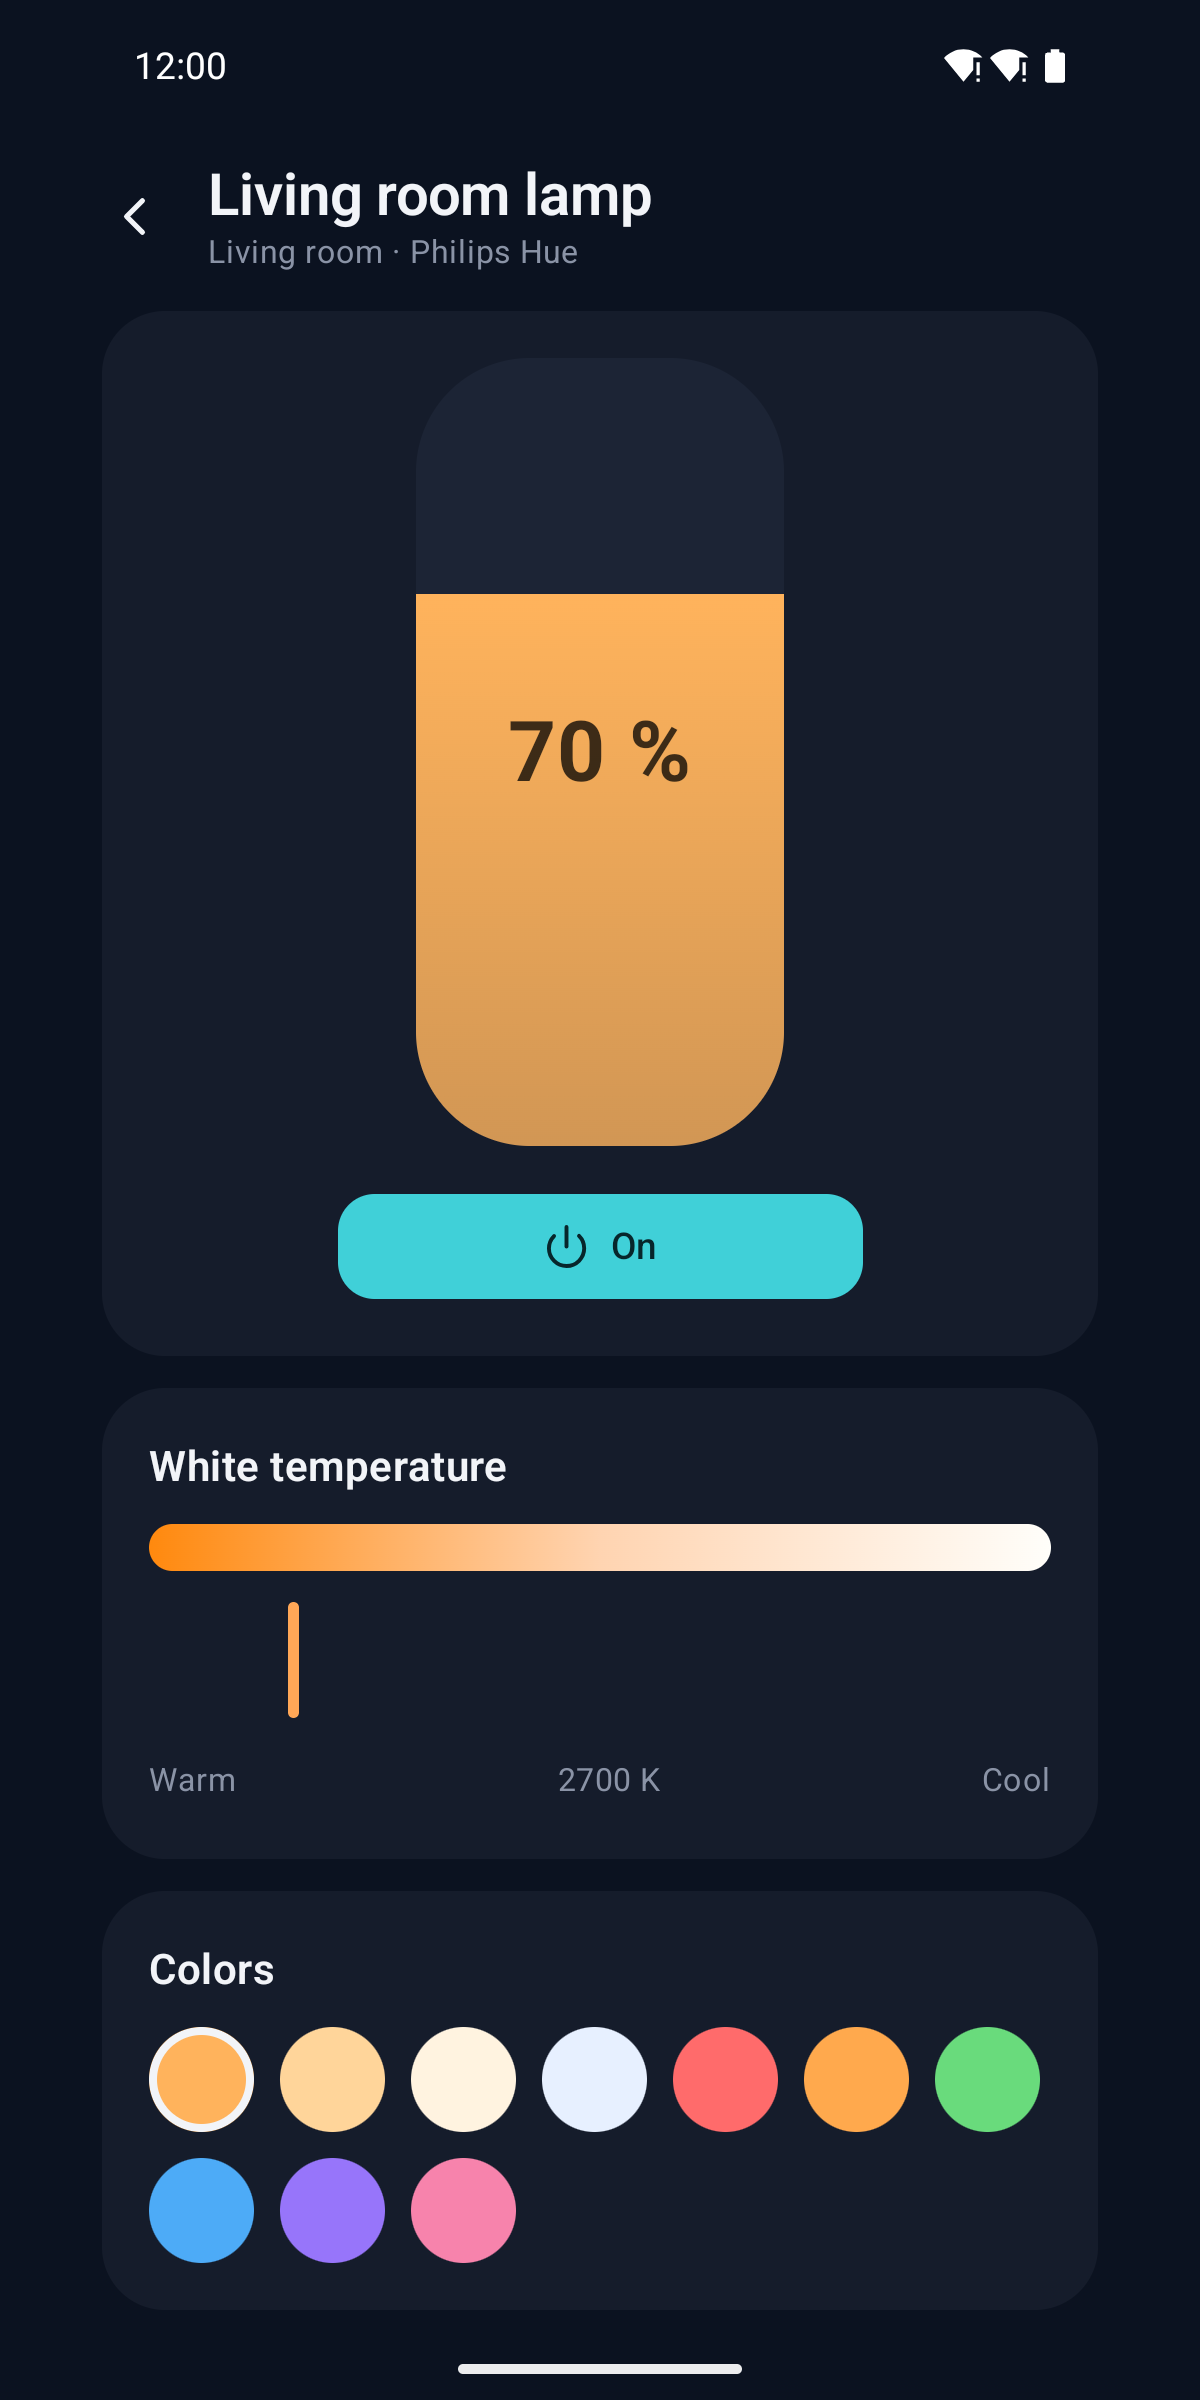 12:00
Living room lamp
Living room · Philips Hue
70 %
On
White temperature
Warm 2700 K Cool
Colors